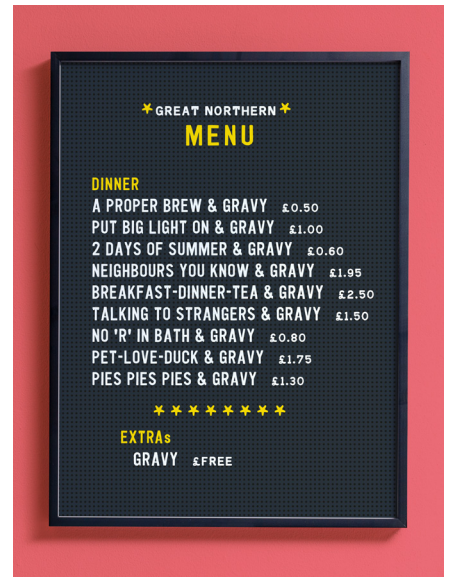 ★GREAT NORTHERN★
MENU
DINNER
A PROPER BREW & GRAVY £0.50
PUT BIG LIGHT ON & GRAVY £1.00
2 DAYS OF SUMMER & GRAVY £0.60
NEIGHBOURS YOU KNOW & GRAVY £1.95
BREAKFAST-DINNER-TEA & GRAVY £2.50
TALKING TO STRANGERS & GRAVY £1.50
NO 'R' IN BATH & GRAVY £0.80
PET-LOVE-DUCK & GRAVY £1.75
PIES PIES PIES & GRAVY £1.30
★ ★ ★ ★ ★ ★ ★ ★
EXTRAs
GRAVY £FREE